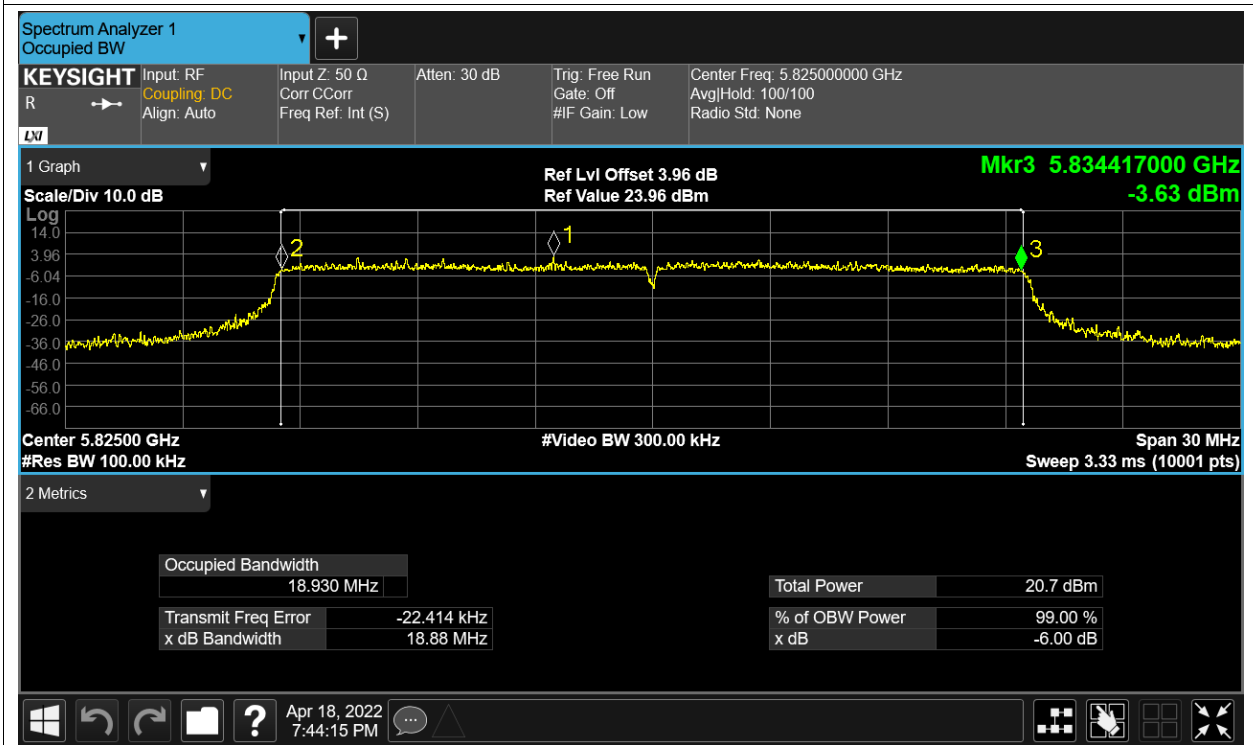 Spectrum Analyzer 1
Occupied BW
KEYSIGHT
R
LXI
Input: RF
Coupling: DC
Align: Auto
Input Z: 50 Ω
Corr CCorr
Freq Ref: Int (S)
Atten: 30 dB
Trig: Free Run
Gate: Off
#IF Gain: Low
Center Freq: 5.825000000 GHz
Avg|Hold: 100/100
Radio Std: None
1 Graph
Scale/Div 10.0 dB
Ref Lvl Offset 3.96 dB
Ref Value 23.96 dBm
Mkr3 5.834417000 GHz
-3.63 dBm
Log
14.0
3.96
-6.04
-16.0
-26.0
-36.0
-46.0
-56.0
-66.0
2
1
3
Center 5.82500 GHz
#Res BW 100.00 kHz
#Video BW 300.00 kHz
Span 30 MHz
Sweep 3.33 ms (10001 pts)
2 Metrics
Occupied Bandwidth
18.930 MHz
Transmit Freq Error -22.414 kHz
x dB Bandwidth 18.88 MHz
Total Power 20.7 dBm
% of OBW Power 99.00 %
x dB -6.00 dB
?
Apr 18, 2022
7:44:15 PM